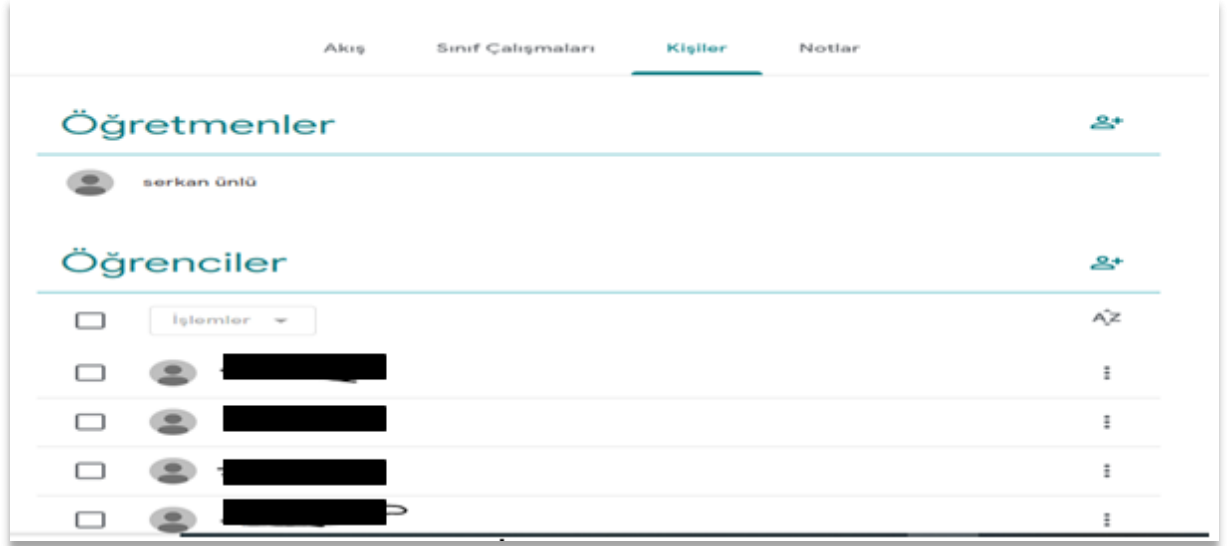 Akış Sınıf Çalışmaları Kişiler Notlar
Öğretmenler
serkan ünlü
Öğrenciler
İşlemler
AZ